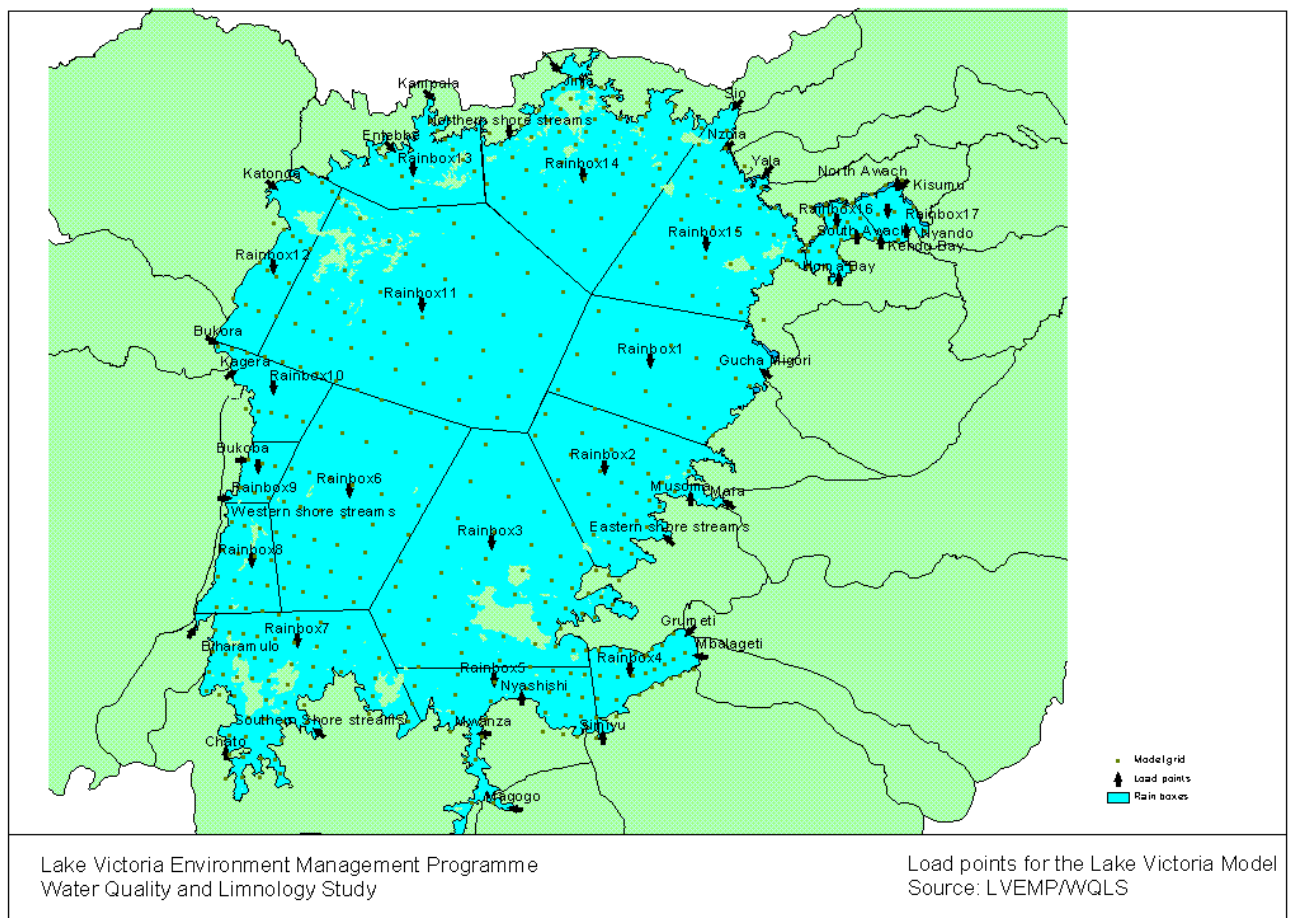 Jinja
Kampala
Sio
Northern shore streams
Entebbe
Nzoia
Rainbox13
Rainbox14
Yala
Katonga
North Awach
Kisumu
Rainbox16
Rainbox17
Rainbox15
South Awach
Nyando
Kendu Bay
Rainbox12
Homa Bay
Rainbox11
Bukora
Rainbox1
Kagera
Gucha Migori
Rainbox10
Bukoba
Rainbox2
Rainbox6
Rainbox9
Musoma
Mara
Western shore streams
Eastern shore streams
Rainbox3
Rainbox8
Grumeti
Rainbox7
Biharamulo
Mbalageti
Rainbox4
Rainbox5
Nyashishi
Southern Shore streams
Mwanza
Simiyu
Chato
Magogo
Model grid
Load points
Rain boxes
Lake Victoria Environment Management Programme
Water Quality and Limnology Study
Load points for the Lake Victoria Model
Source: LVEMP/WQLS